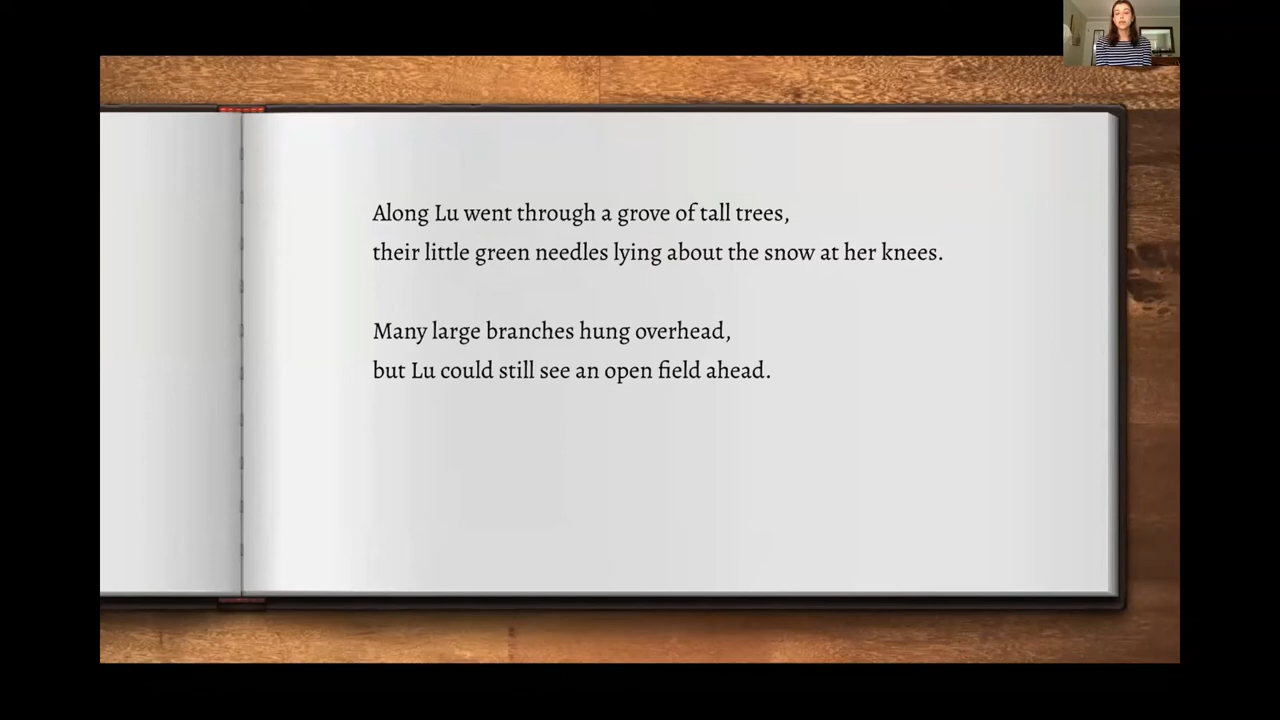 Along Lu went through a grove of tall trees,
their little green needles lying about the snow at her knees.
Many large branches hung overhead,
but Lu could still see an open field ahead.